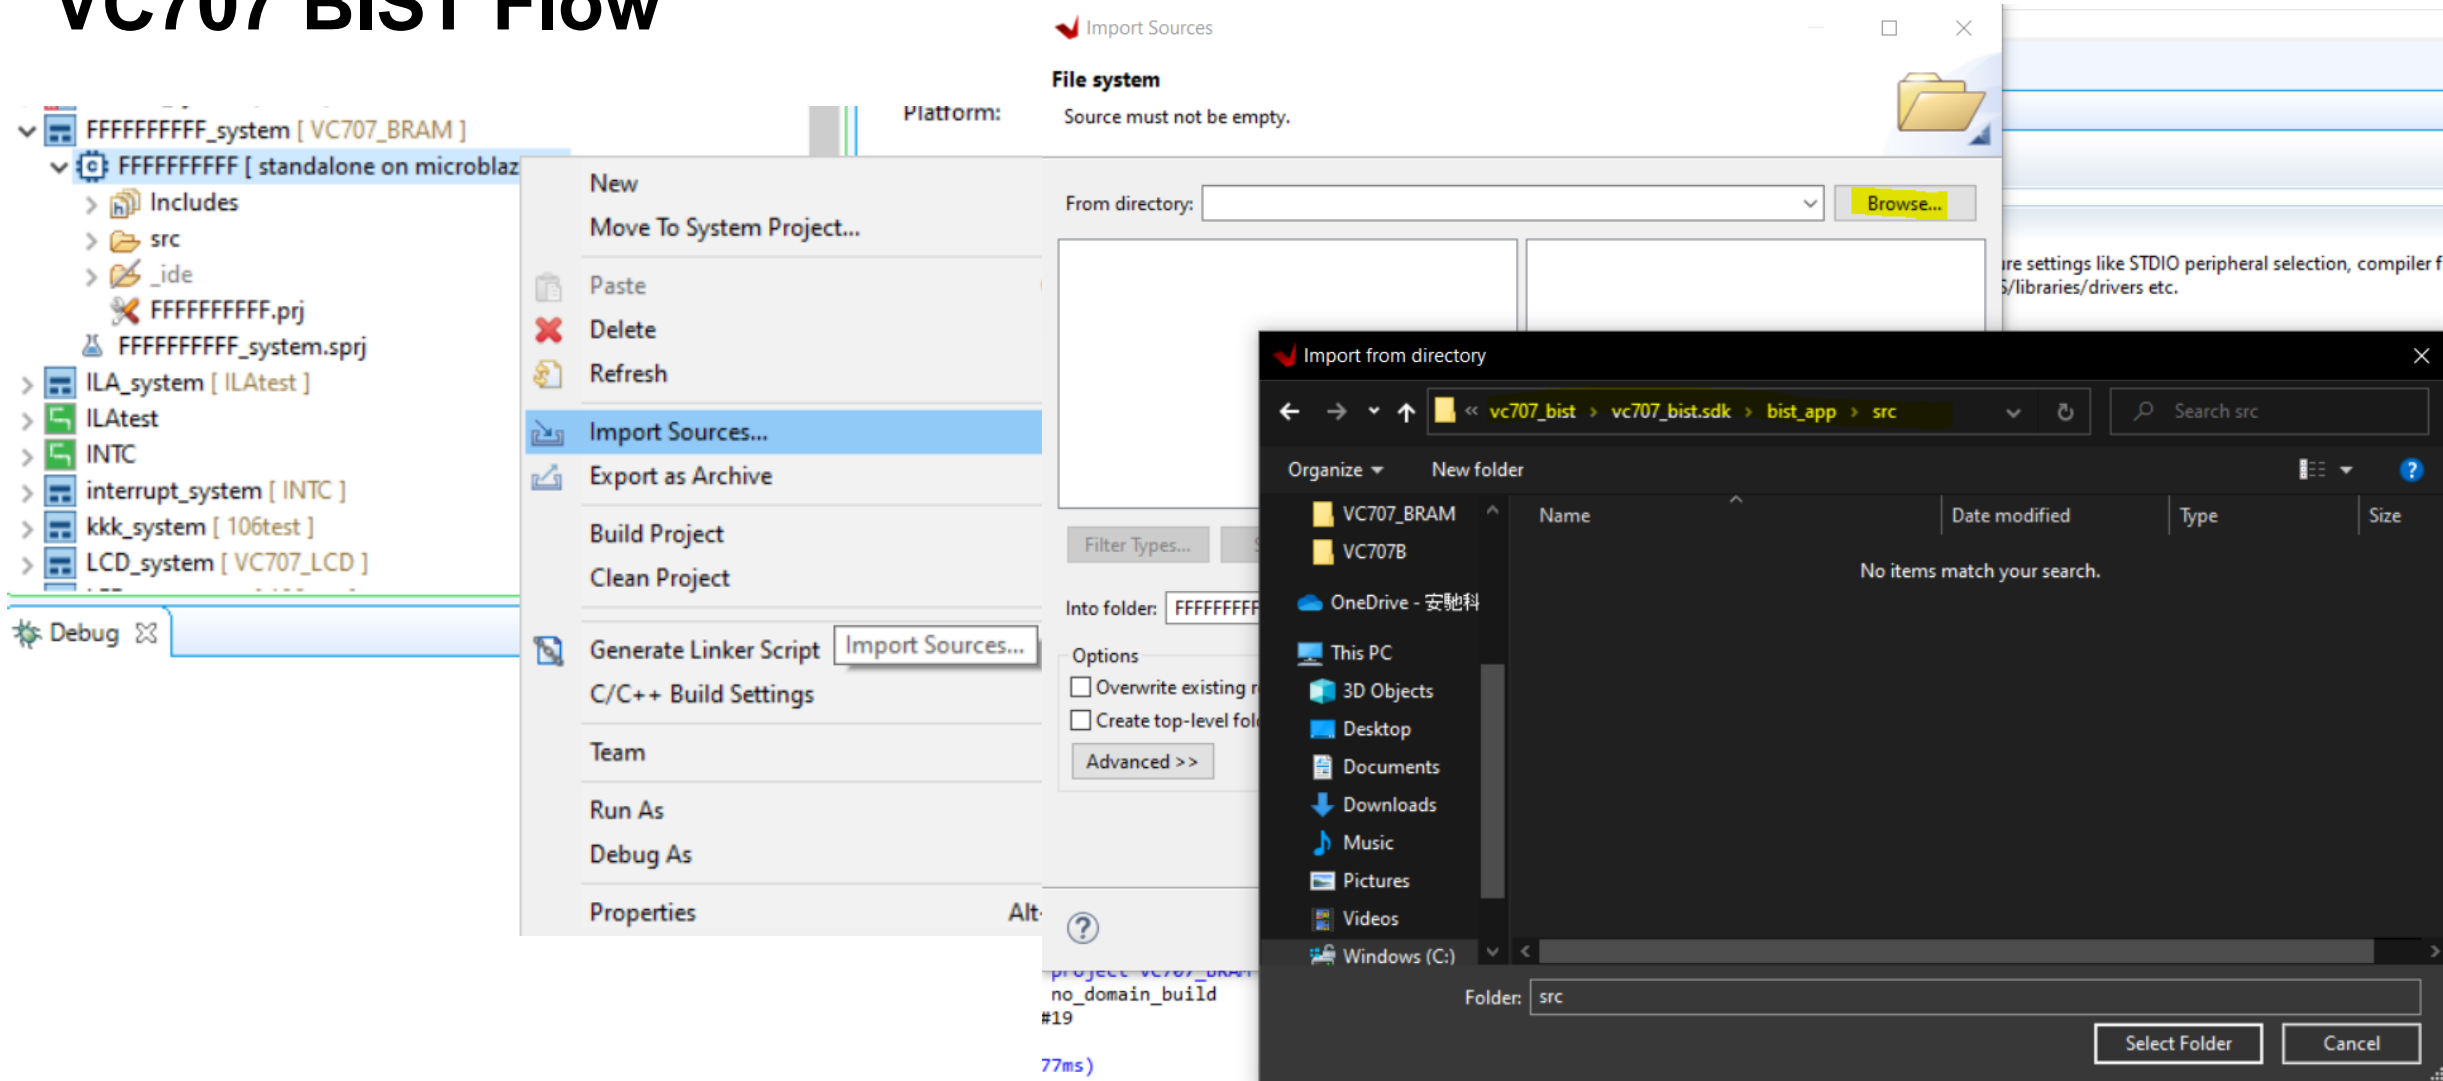 VC707 BIST Flow
FFFFFFFFFF_system [ VC707_BRAM ]
FFFFFFFFFF [ standalone on microblaz
Includes
src
_ide
FFFFFFFFFF.prj
FFFFFFFFFF_system.sprj
ILA_system [ ILAtest ]
ILAtest
INTC
interrupt_system [ INTC ]
kkk_system [ 106test ]
LCD_system [ VC707_LCD ]
Debug
Platform:
New
Move To System Project...
Paste
Delete
Refresh
Import Sources...
Export as Archive
Build Project
Clean Project
Generate Linker Script
Import Sources...
C/C++ Build Settings
Team
Run As
Debug As
Properties Alt-
Import Sources
File system
Source must not be empty.
From directory:
Browse...
Filter Types...
Into folder: FFFFFFFFF
Options
Overwrite existing r
Create top-level fol
Advanced >>
project VC707_BRAM
no_domain_build
#19
77ms)
re settings like STDIO peripheral selection, compiler f
S/libraries/drivers etc.
Import from directory
« vc707_bist › vc707_bist.sdk › bist_app › src
Search src
Organize
New folder
VC707_BRAM
VC707B
OneDrive - 安馳科
This PC
3D Objects
Desktop
Documents
Downloads
Music
Pictures
Videos
Windows (C:)
Name
Date modified
Type
Size
No items match your search.
Folder: src
Select Folder
Cancel